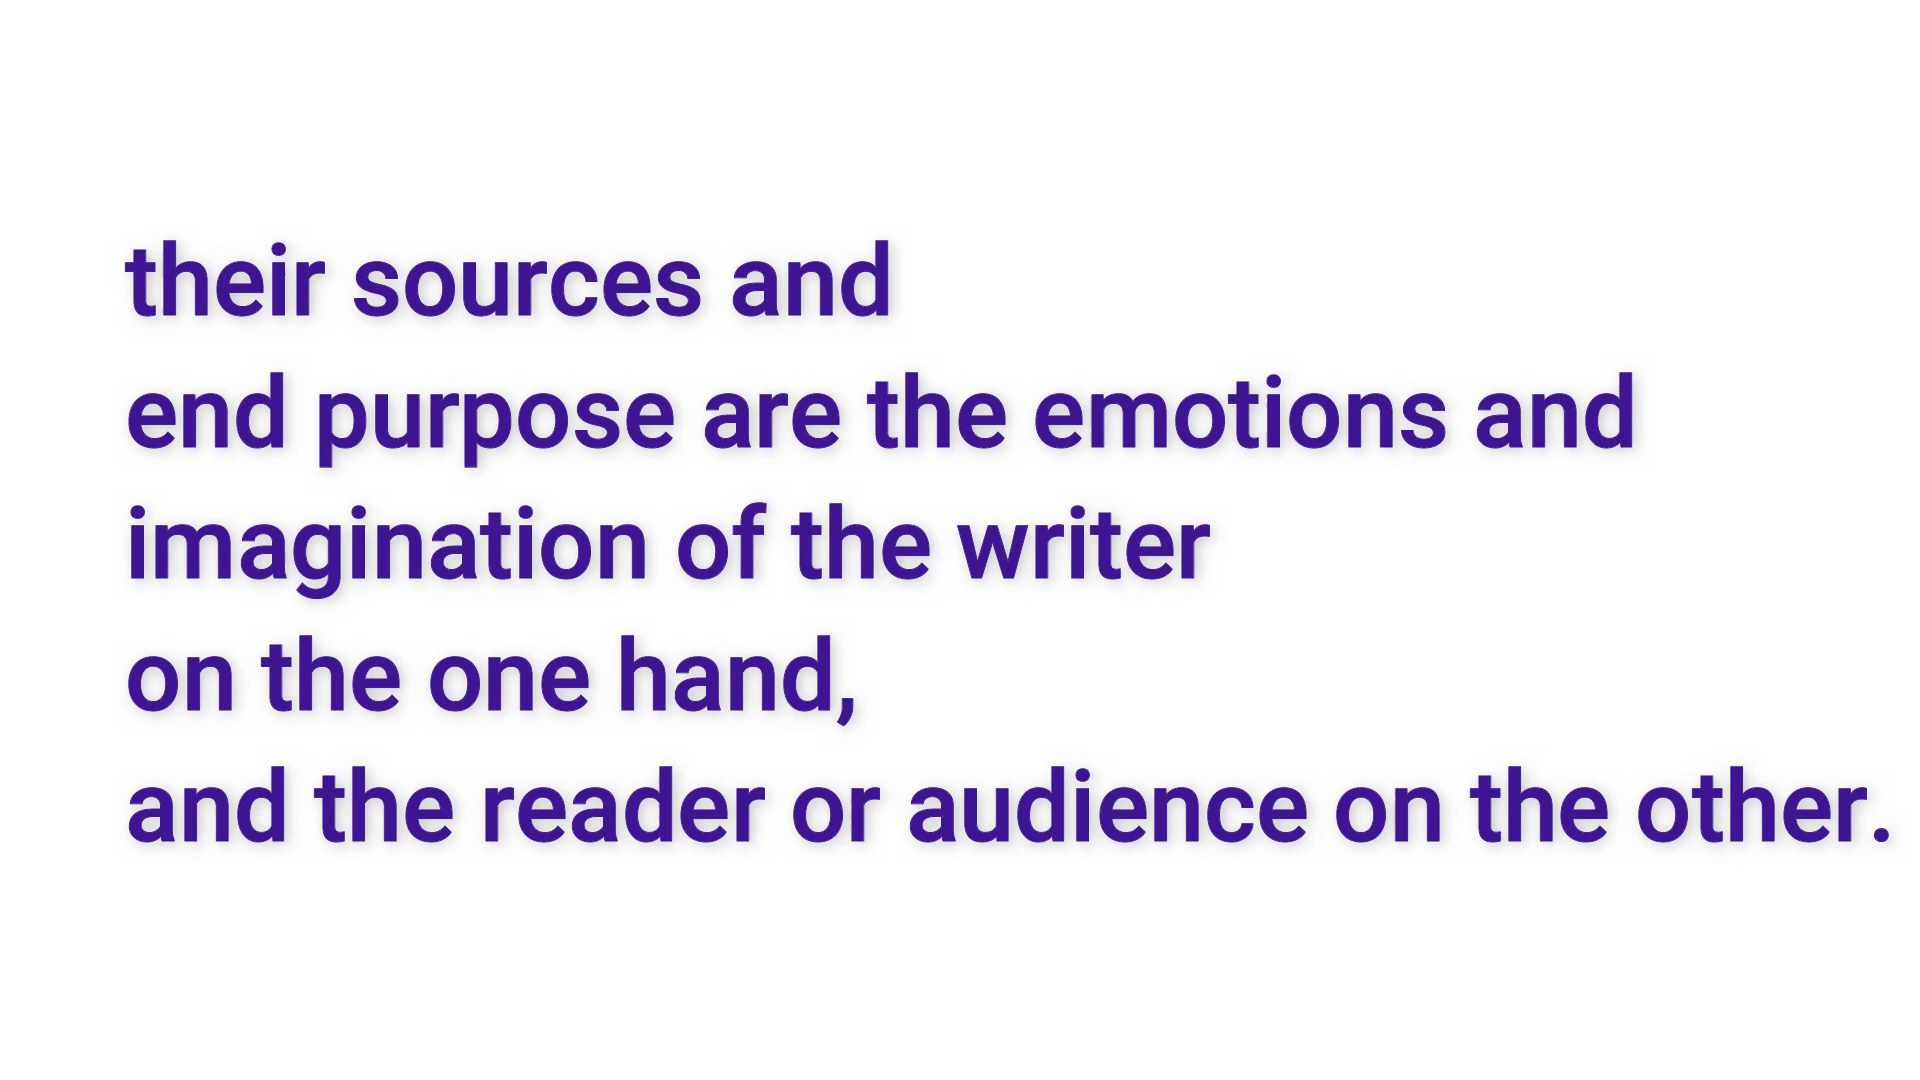 their sources and
end purpose are the emotions and
imagination of the writer
on the one hand,
and the reader or audience on the other.